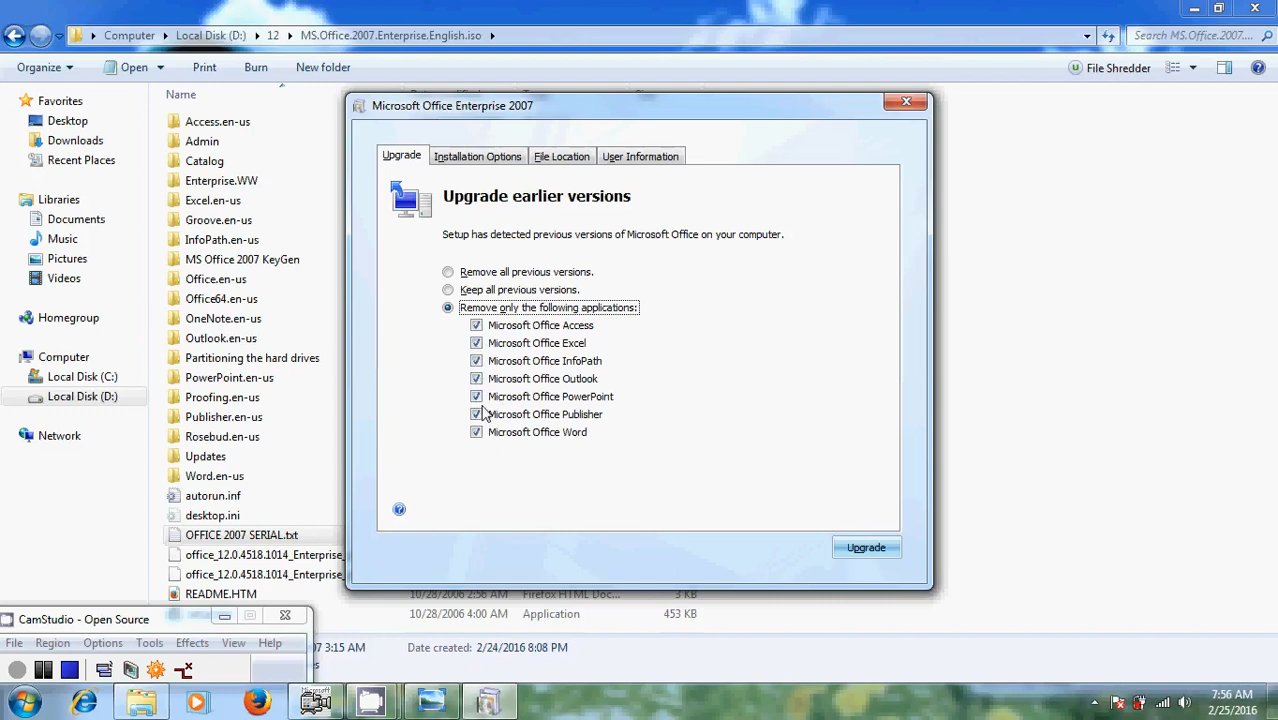 Computer Local Disk (D:) 12 MS.Office.2007.Enterprise.English.iso
Search MS.Office.2007....
Organize Open Print Burn New folder File Shredder
Favorites
Desktop
Downloads
Recent Places
Libraries
Documents
Music
Pictures
Videos
Homegroup
Computer
Local Disk (C:)
Local Disk (D:)
Network
Name
Access.en-us
Admin
Catalog
Enterprise.WW
Excel.en-us
Groove.en-us
InfoPath.en-us
MS Office 2007 KeyGen
Office.en-us
Office64.en-us
OneNote.en-us
Outlook.en-us
Partitioning the hard drives
PowerPoint.en-us
Proofing.en-us
Publisher.en-us
Rosebud.en-us
Updates
Word.en-us
autorun.inf
desktop.ini
OFFICE 2007 SERIAL.txt
office_12.0.4518.1014_Enterprise_
office_12.0.4518.1014_Enterprise_
README.HTM
Microsoft Office Enterprise 2007
Upgrade Installation Options File Location User Information
Upgrade earlier versions
Setup has detected previous versions of Microsoft Office on your computer.
Remove all previous versions.
Keep all previous versions.
Remove only the following applications:
Microsoft Office Access
Microsoft Office Excel
Microsoft Office InfoPath
Microsoft Office Outlook
Microsoft Office PowerPoint
Microsoft Office Publisher
Microsoft Office Word
Upgrade
10/28/2006 2:56 AM Firefox HTML Doc... 3 KB
10/28/2006 4:00 AM Application 453 KB
7 3:15 AM Date created: 2/24/2016 8:08 PM
CamStudio - Open Source
File Region Options Tools Effects View Help
7:56 AM
2/25/2016